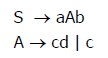 S → aAb
A → cd | c